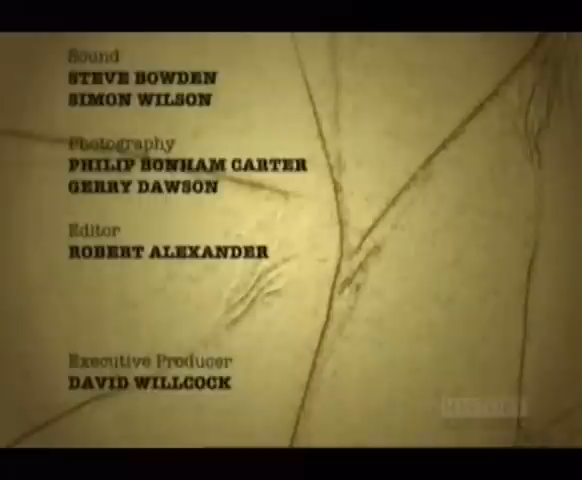 Sound
STEVE BOWDEN
SIMON WILSON
Photography
PHILIP BONHAM CARTER
GERRY DAWSON
Editor
ROBERT ALEXANDER
Executive Producer
DAVID WILLCOCK